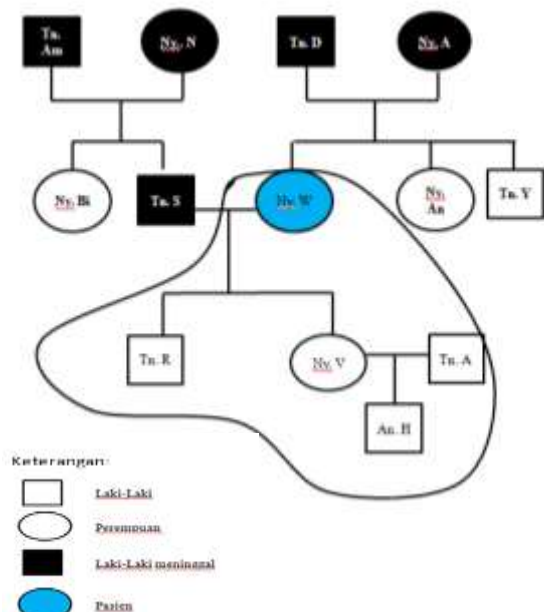 Tn.
Am
Ny. N
Tn. D
Ny. A
Ny. Bi
Tn. S
Ny. W
Ny.
An
Tn. Y
Tn. R
Ny. V
Tn. A
An. H
Keterangan:
Laki-Laki
Perempuan
Laki-Laki meninggal
Pasien